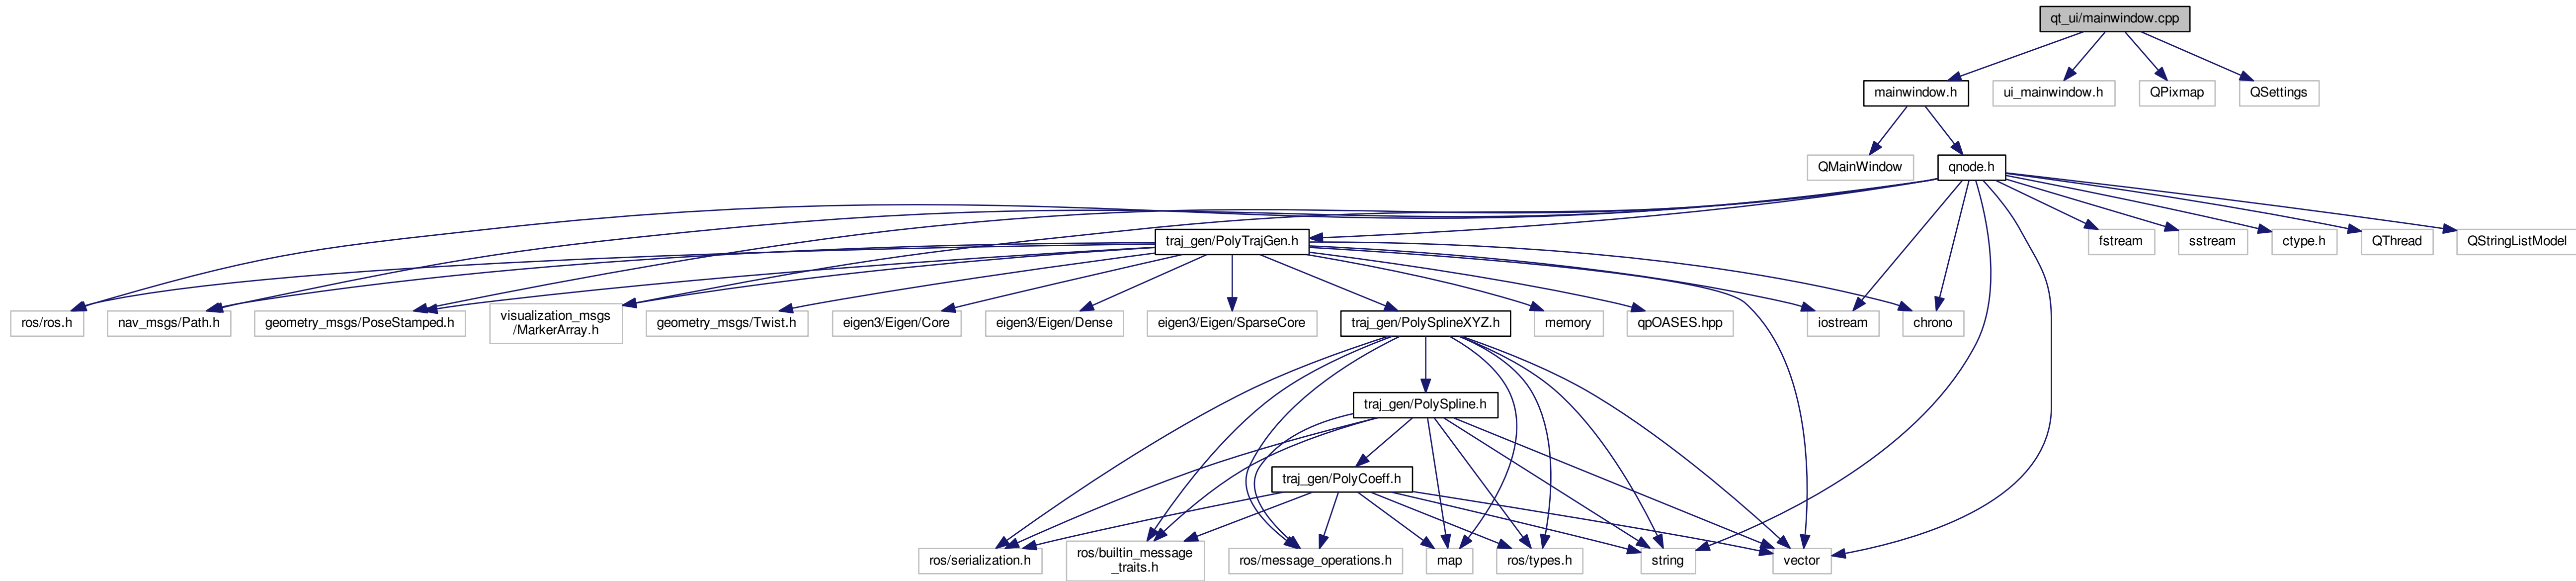 qt_ui/mainwindow.cpp
mainwindow.h
ui_mainwindow.h
QPixmap
QSettings
QMainWindow
qnode.h
traj_gen/PolyTrajGen.h
fstream
sstream
ctype.h
QThread
QStringListModel
ros/ros.h
nav_msgs/Path.h
geometry_msgs/PoseStamped.h
visualization_msgs
/MarkerArray.h
geometry_msgs/Twist.h
eigen3/Eigen/Core
eigen3/Eigen/Dense
eigen3/Eigen/SparseCore
traj_gen/PolySplineXYZ.h
memory
qpOASES.hpp
iostream
chrono
traj_gen/PolySpline.h
traj_gen/PolyCoeff.h
ros/serialization.h
ros/builtin_message
_traits.h
ros/message_operations.h
map
ros/types.h
string
vector